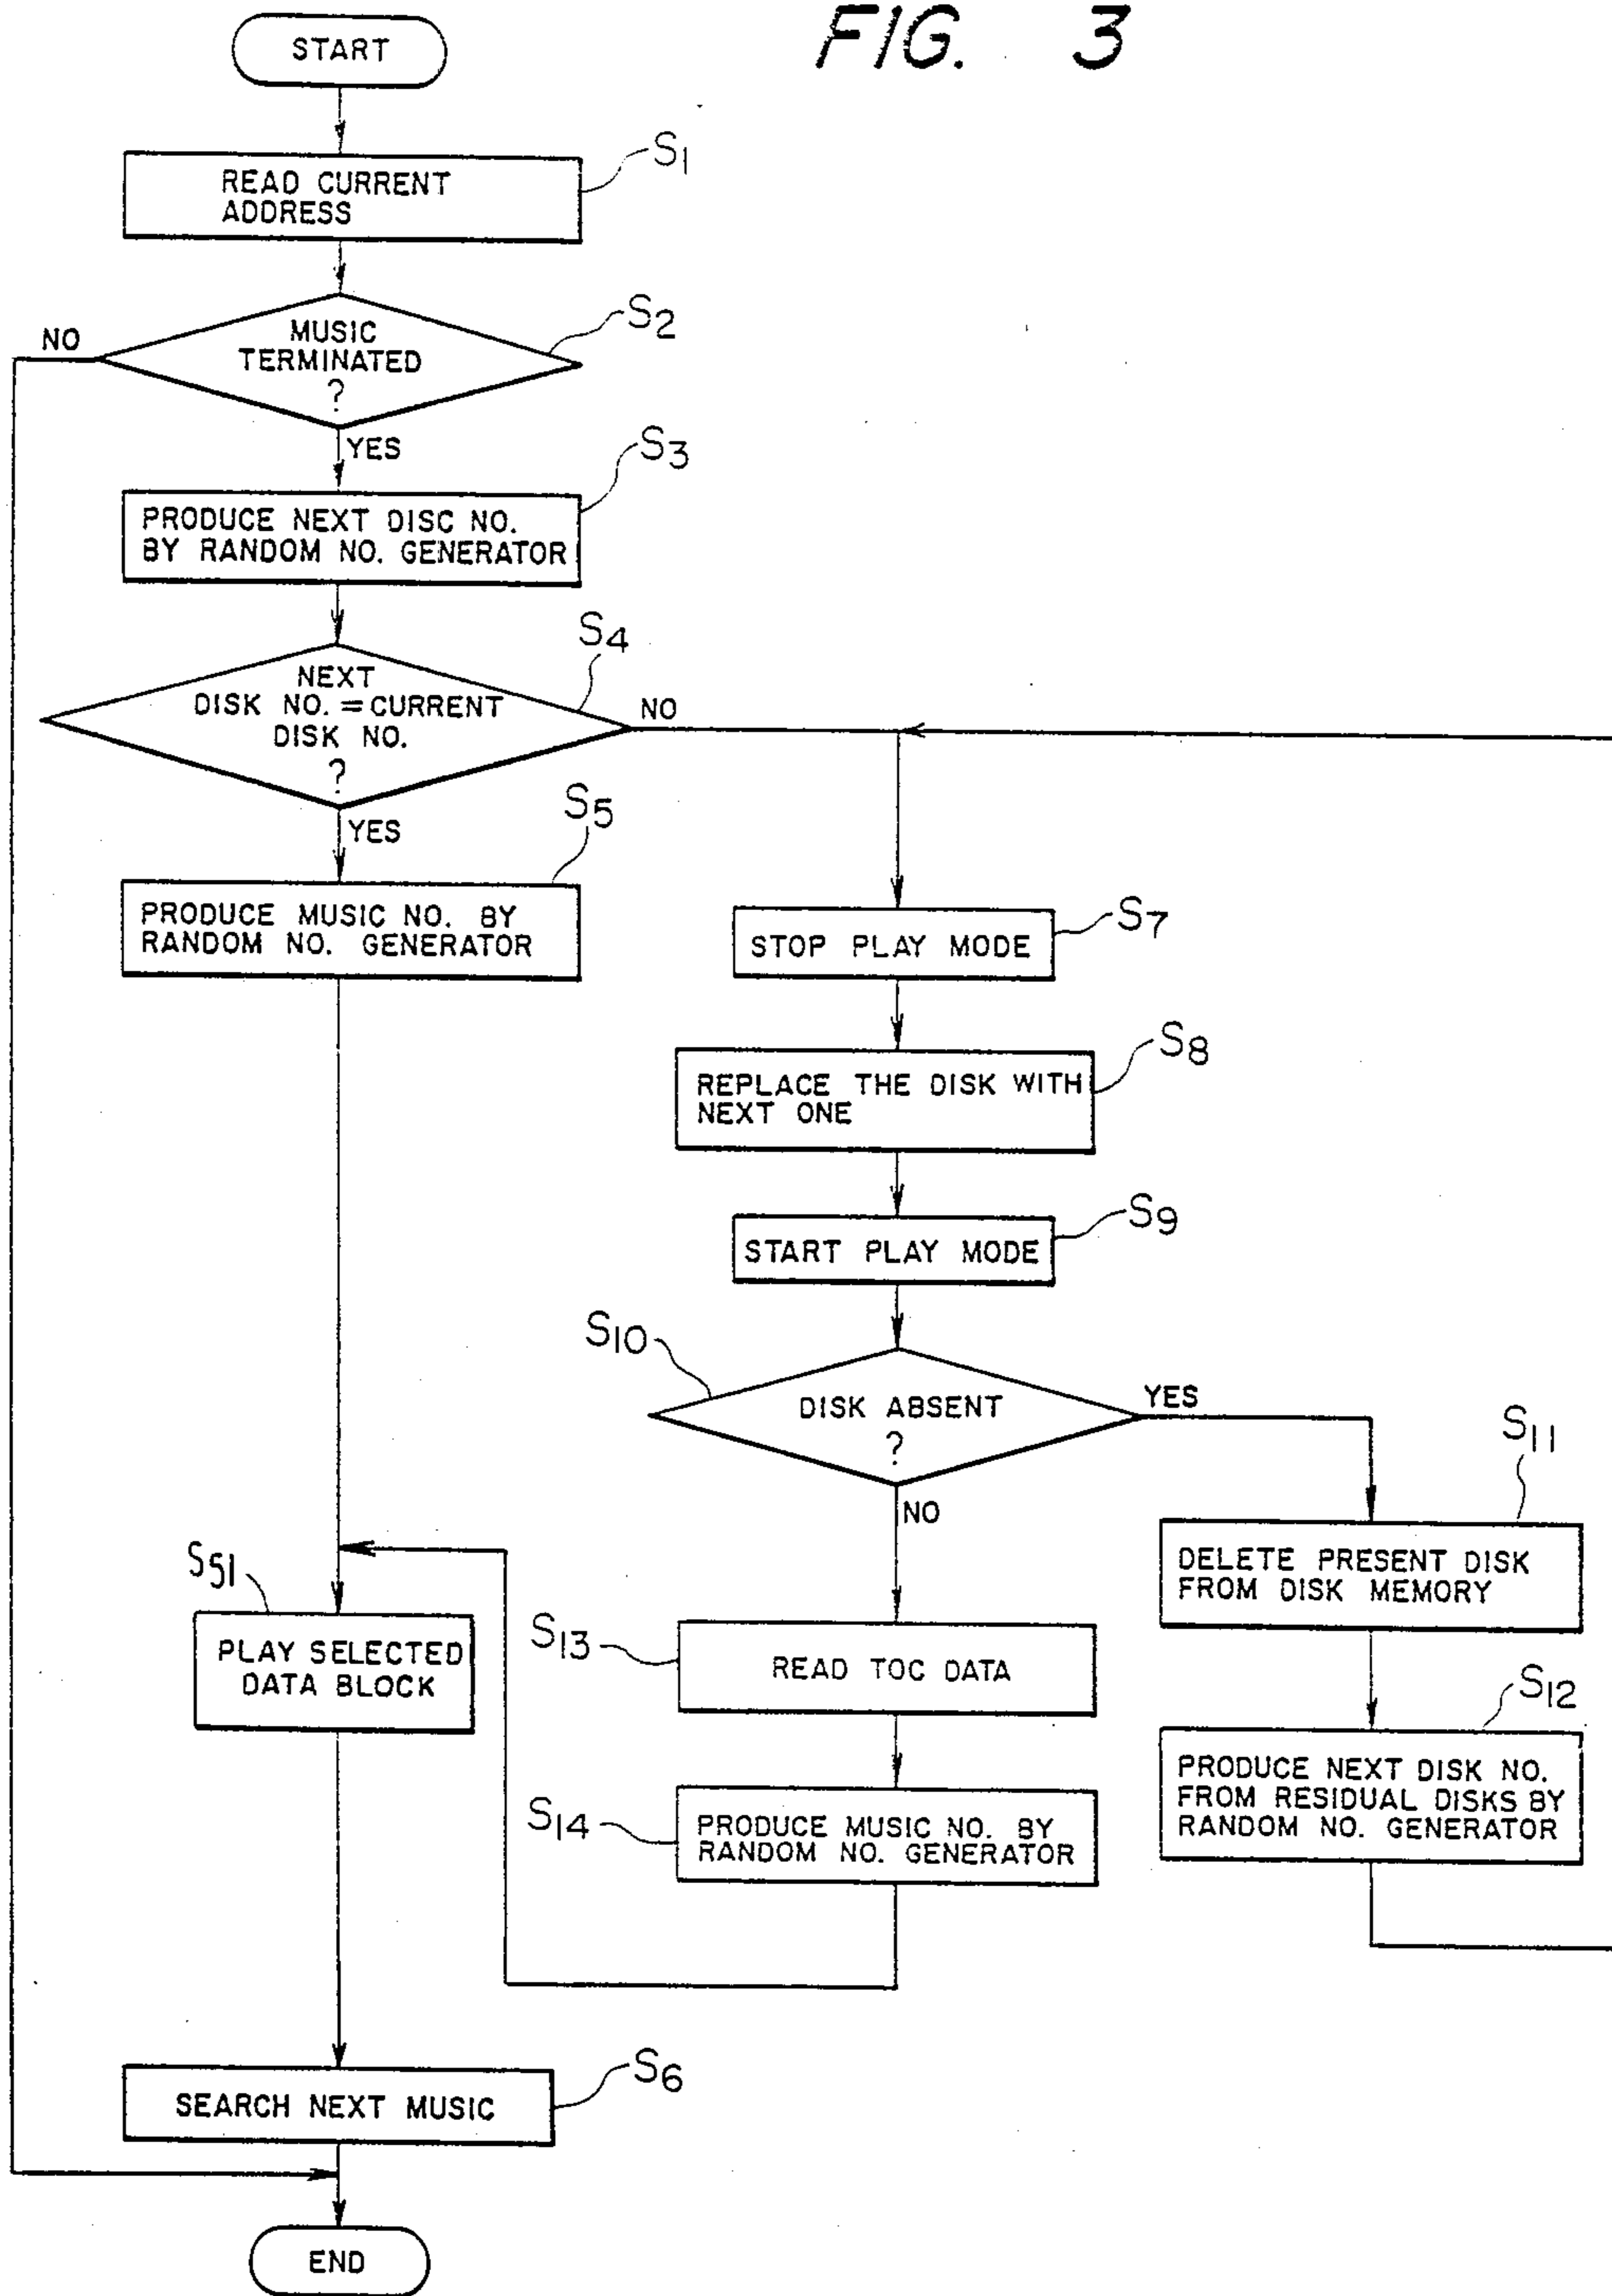 FIG. 3
START
READ CURRENT
ADDRESS
S1
MUSIC
TERMINATED
?
S2
NO
YES
S3
PRODUCE NEXT DISC NO.
BY RANDOM NO. GENERATOR
S4
NEXT
DISK NO. = CURRENT
DISK NO.
?
NO
YES
S5
PRODUCE MUSIC NO. BY
RANDOM NO. GENERATOR
S7
STOP PLAY MODE
S8
REPLACE THE DISK WITH
NEXT ONE
S9
START PLAY MODE
S10
DISK ABSENT
?
YES
NO
S11
DELETE PRESENT DISK
FROM DISK MEMORY
S51
PLAY SELECTED
DATA BLOCK
S13
READ TOC DATA
S12
PRODUCE NEXT DISK NO.
FROM RESIDUAL DISKS BY
RANDOM NO. GENERATOR
S14
PRODUCE MUSIC NO. BY
RANDOM NO. GENERATOR
S6
SEARCH NEXT MUSIC
END